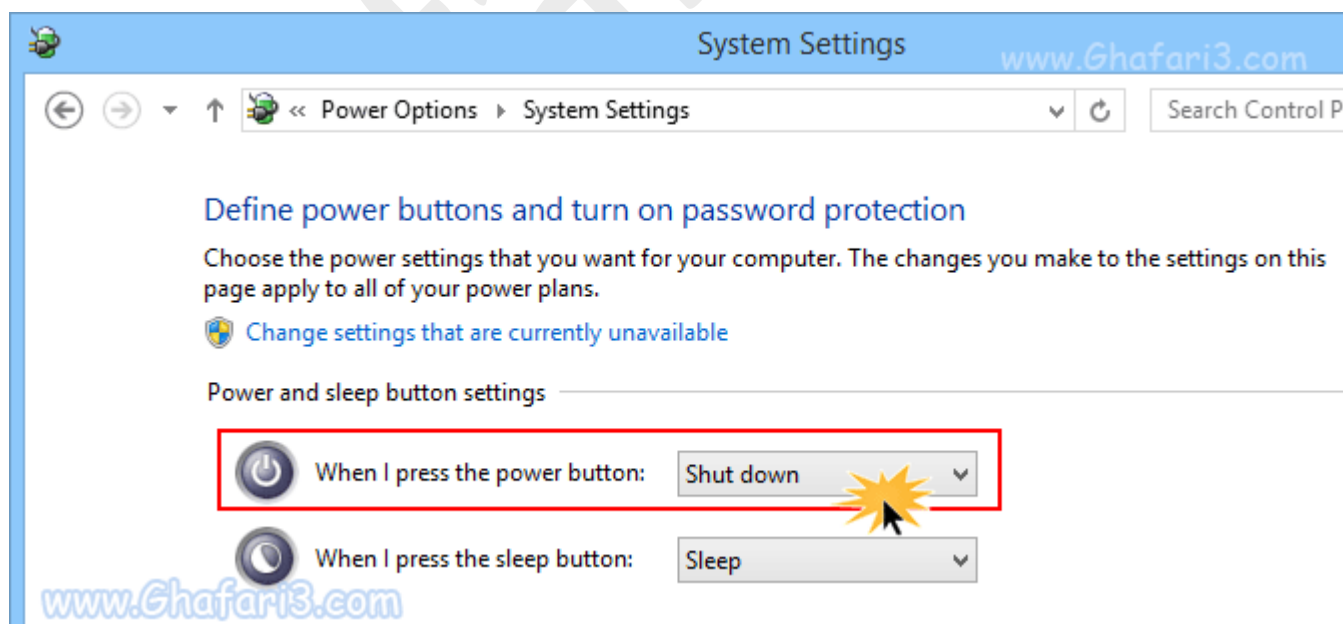 System Settings
www.Ghafari3.com
« Power Options System Settings
Search Control P
Define power buttons and turn on password protection
Choose the power settings that you want for your computer. The changes you make to the settings on this
page apply to all of your power plans.
Change settings that are currently unavailable
Power and sleep button settings
When I press the power button: Shut down
When I press the sleep button: Sleep
www.Ghafari3.com